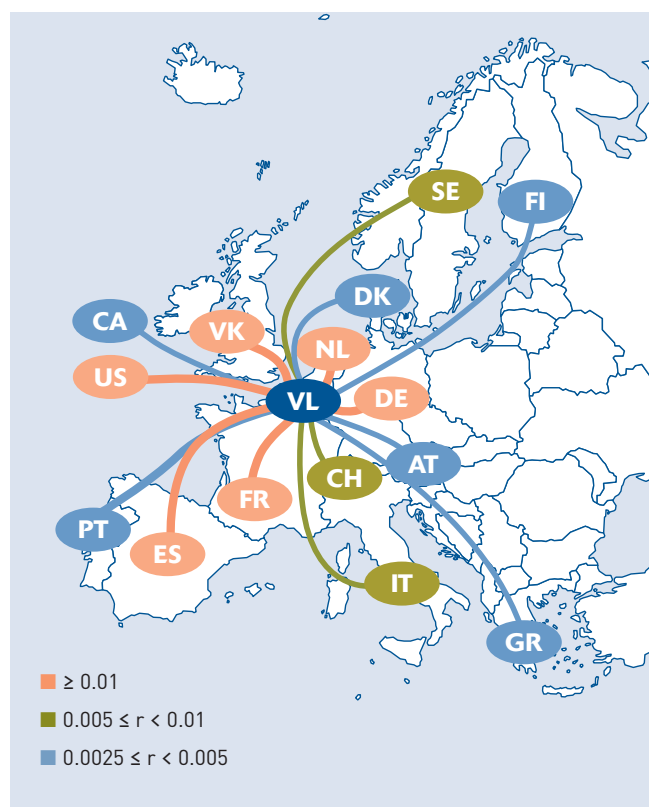 SE
FI
DK
CA
VK
NL
US
VL
DE
AT
CH
FR
PT
ES
IT
GR
≥ 0.01
0.005 ≤ r < 0.01
0.0025 ≤ r < 0.005